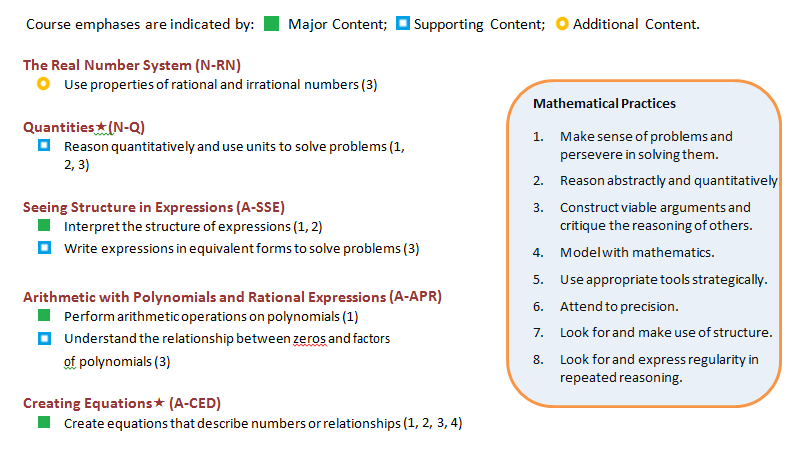 Course emphases are indicated by: Major Content; Supporting Content; Additional Content.
The Real Number System (N-RN)
Use properties of rational and irrational numbers (3)
Quantities★(N-Q)
Reason quantitatively and use units to solve problems (1,
2, 3)
Seeing Structure in Expressions (A-SSE)
Interpret the structure of expressions (1, 2)
Write expressions in equivalent forms to solve problems (3)
Arithmetic with Polynomials and Rational Expressions (A-APR)
Perform arithmetic operations on polynomials (1)
Understand the relationship between zeros and factors
of polynomials (3)
Creating Equations★ (A-CED)
Create equations that describe numbers or relationships (1, 2, 3, 4)
Mathematical Practices
1. Make sense of problems and
persevere in solving them.
2. Reason abstractly and quantitatively
3. Construct viable arguments and
critique the reasoning of others.
4. Model with mathematics.
5. Use appropriate tools strategically.
6. Attend to precision.
7. Look for and make use of structure.
8. Look for and express regularity in
repeated reasoning.